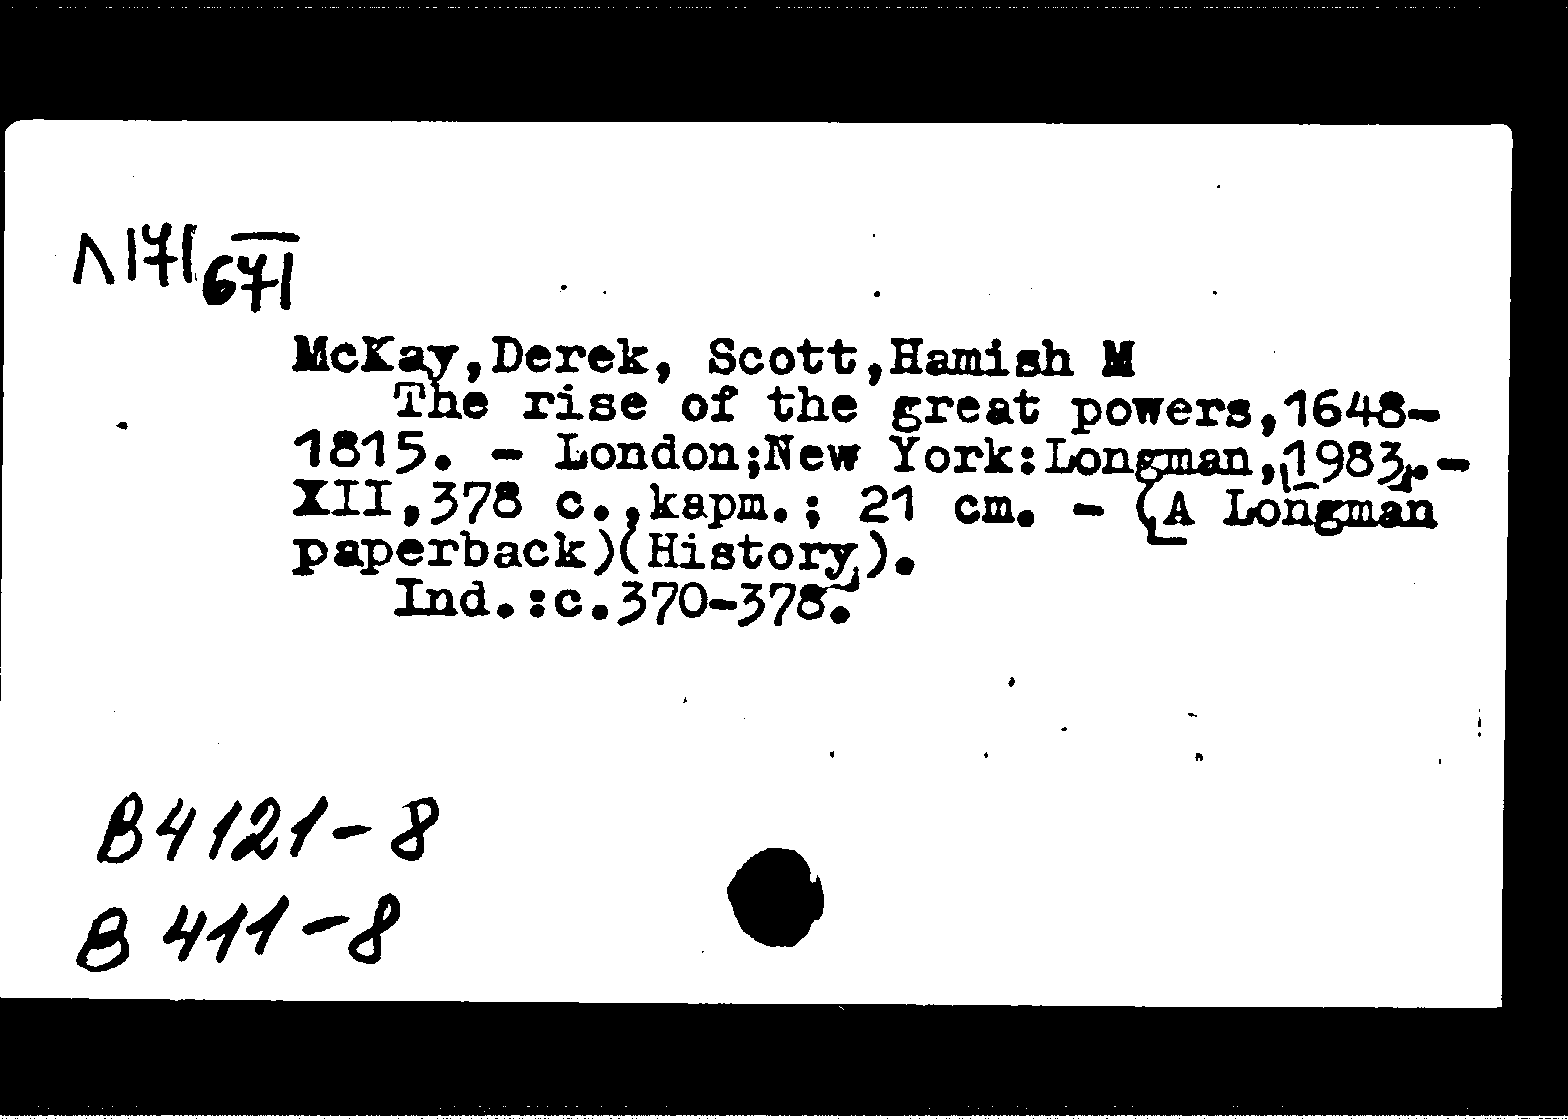 Л171/671
McKay,Derek, Scott,Hamish M
The rise of the great powers,1648-
1815. - London;New York:Longman,1983.-
XII,378 c.,карт.; 21 cm. - (A Longman
paperback)(History).
Ind.:c.370-378.
B4121-8
B 411-8